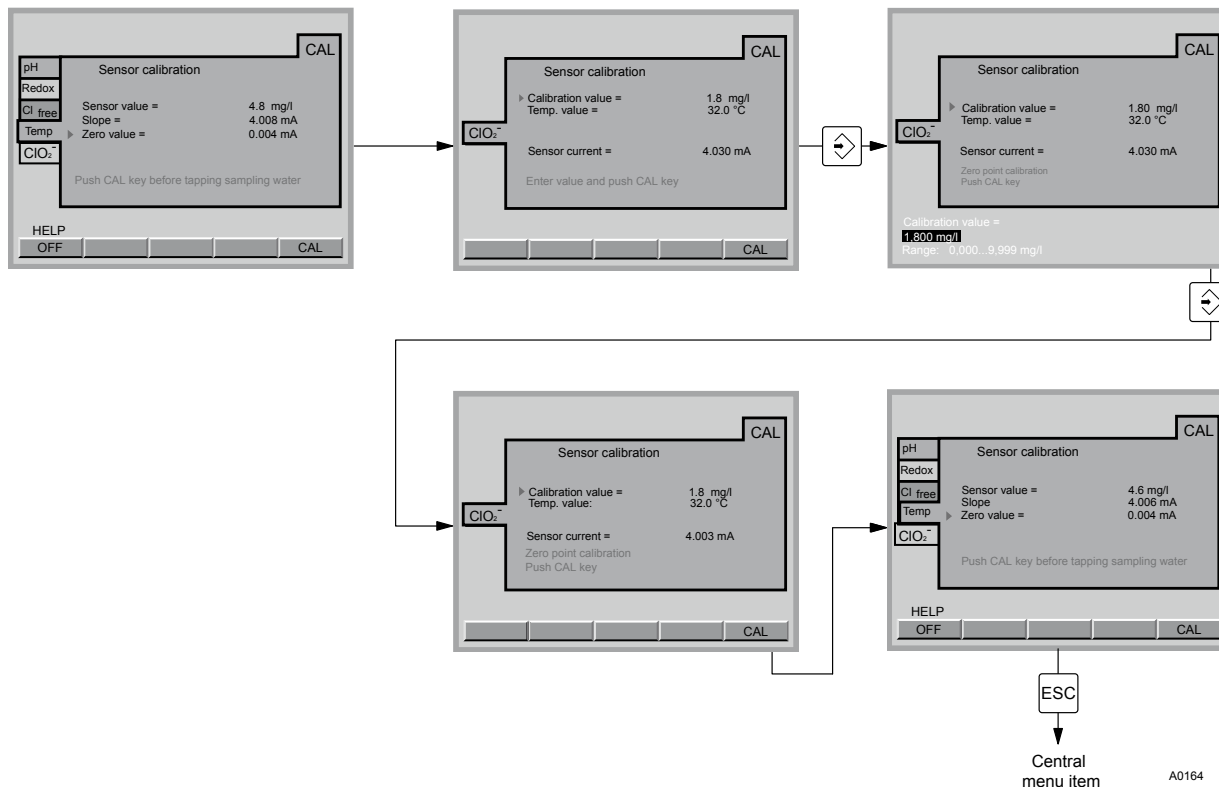 CAL
pH
Redox
Cl free
Temp
ClO₂⁻
Sensor calibration
Sensor value = 4.8 mg/l
Slope = 4.008 mA
Zero value = 0.004 mA
Push CAL key before tapping sampling water
HELP
OFF
CAL
CAL
ClO₂⁻
Sensor calibration
Calibration value = 1.8 mg/l
Temp. value = 32.0 °C
Sensor current = 4.030 mA
Enter value and push CAL key
CAL
CAL
ClO₂⁻
Sensor calibration
Calibration value = 1.80 mg/l
Temp. value = 32.0 °C
Sensor current = 4.030 mA
Zero point calibration
Push CAL key
Calibration value =
1,800 mg/l
Range: 0,000...9,999 mg/l
CAL
ClO₂⁻
Sensor calibration
Calibration value = 1.8 mg/l
Temp. value: 32.0 °C
Sensor current = 4.003 mA
Zero point calibration
Push CAL key
CAL
CAL
pH
Redox
Cl free
Temp
ClO₂⁻
Sensor calibration
Sensor value = 4.6 mg/l
Slope 4.006 mA
Zero value = 0.004 mA
Push CAL key before tapping sampling water
HELP
OFF
CAL
ESC
Central
menu item
A0164